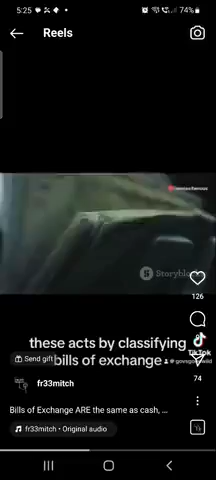 5:25
74%
Reels
Storyblo
these acts by classifying
bills of exchange
126
TikTok
Send gift
74
fr33mitch
Bills of Exchange ARE the same as cash, ...
fr33mitch • Original audio